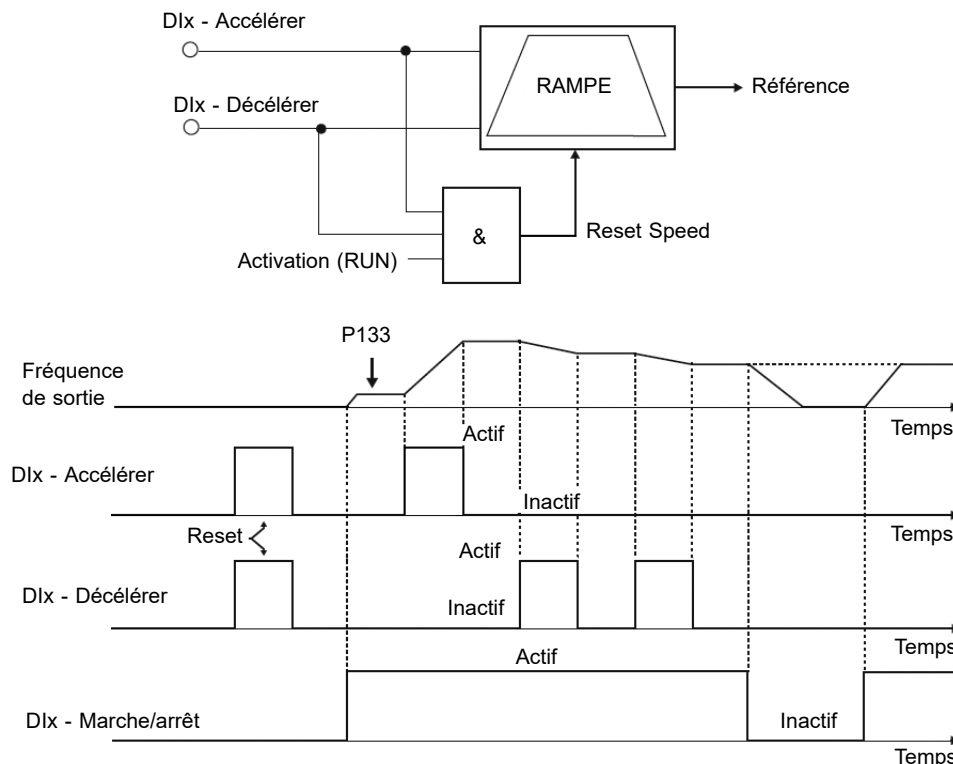 DIx - Accélérer
DIx - Décélérer
RAMPE
Référence
&
Reset Speed
Activation (RUN)
P133
Fréquence
de sortie
Temps
Actif
DIx - Accélérer
Inactif
Temps
Reset
Actif
DIx - Décélérer
Inactif
Temps
Actif
DIx - Marche/arrêt
Inactif
Temps